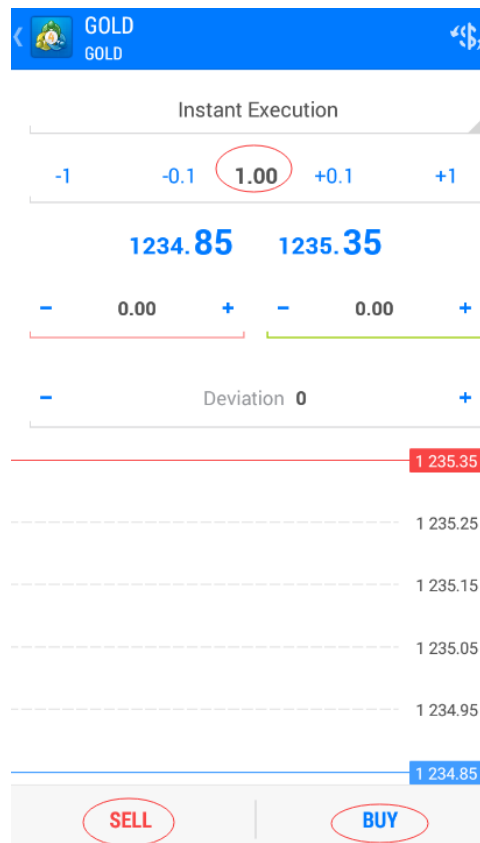 GOLD
GOLD
Instant Execution
-1 -0.1 1.00 +0.1 +1
1234.85 1235.35
- 0.00 + - 0.00 +
- Deviation 0 +
1 235.35
1 235.25
1 235.15
1 235.05
1 234.95
1 234.85
SELL BUY